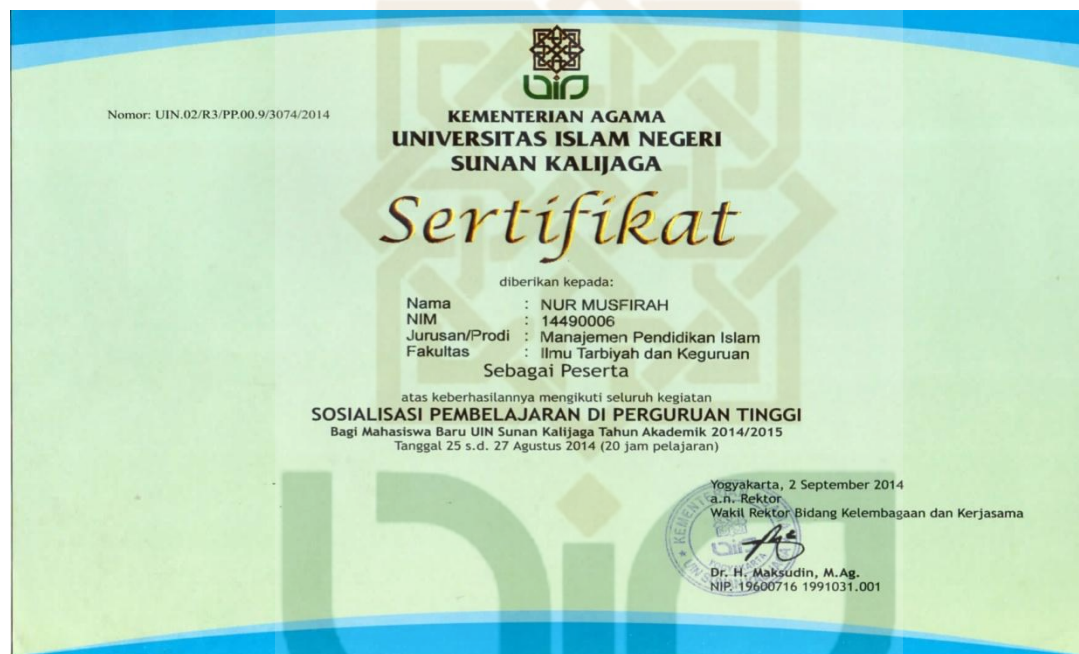 uin
Nomor: UIN.02/R3/PP.00.9/3074/2014
KEMENTERIAN AGAMA
UNIVERSITAS ISLAM NEGERI
SUNAN KALIJAGA
Sertifikat
diberikan kepada:
Nama : NUR MUSFIRAH
NIM : 14490006
Jurusan/Prodi : Manajemen Pendidikan Islam
Fakultas : Ilmu Tarbiyah dan Keguruan
Sebagai Peserta
atas keberhasilannya mengikuti seluruh kegiatan
SOSIALISASI PEMBELAJARAN DI PERGURUAN TINGGI
Bagi Mahasiswa Baru UIN Sunan Kalijaga Tahun Akademik 2014/2015
Tanggal 25 s.d. 27 Agustus 2014 (20 jam pelajaran)
Yogyakarta, 2 September 2014
a.n. Rektor
Wakil Rektor Bidang Kelembagaan dan Kerjasama
Dr. H. Maksudin, M.Ag.
NIP. 19600716 1991031.001
uin